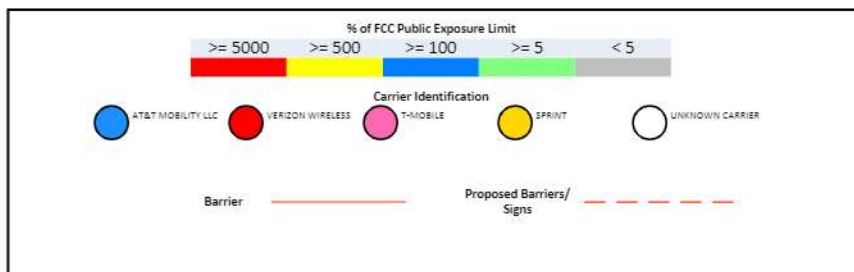 % of FCC Public Exposure Limit
>= 5000 >= 500 >= 100 >= 5 < 5
Carrier Identification
AT&T MOBILITY LLC VERIZON WIRELESS T-MOBILE SPRINT UNKNOWN CARRIER
Barrier Proposed Barriers/
Signs